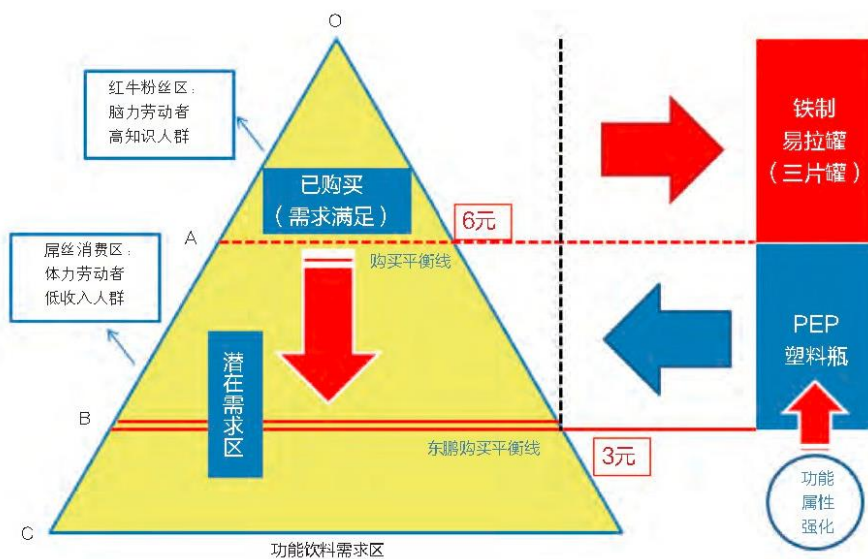 O
红牛粉丝区:
脑力劳动者
高知识人群
已购买
(需求满足)
6元
铁制
易拉罐
(三片罐)
A
购买平衡线
屌丝消费区:
体力劳动者
低收入人群
潜在需求区
PEP
塑料瓶
B
东鹏购买平衡线
3元
功能
属性
强化
C
功能饮料需求区